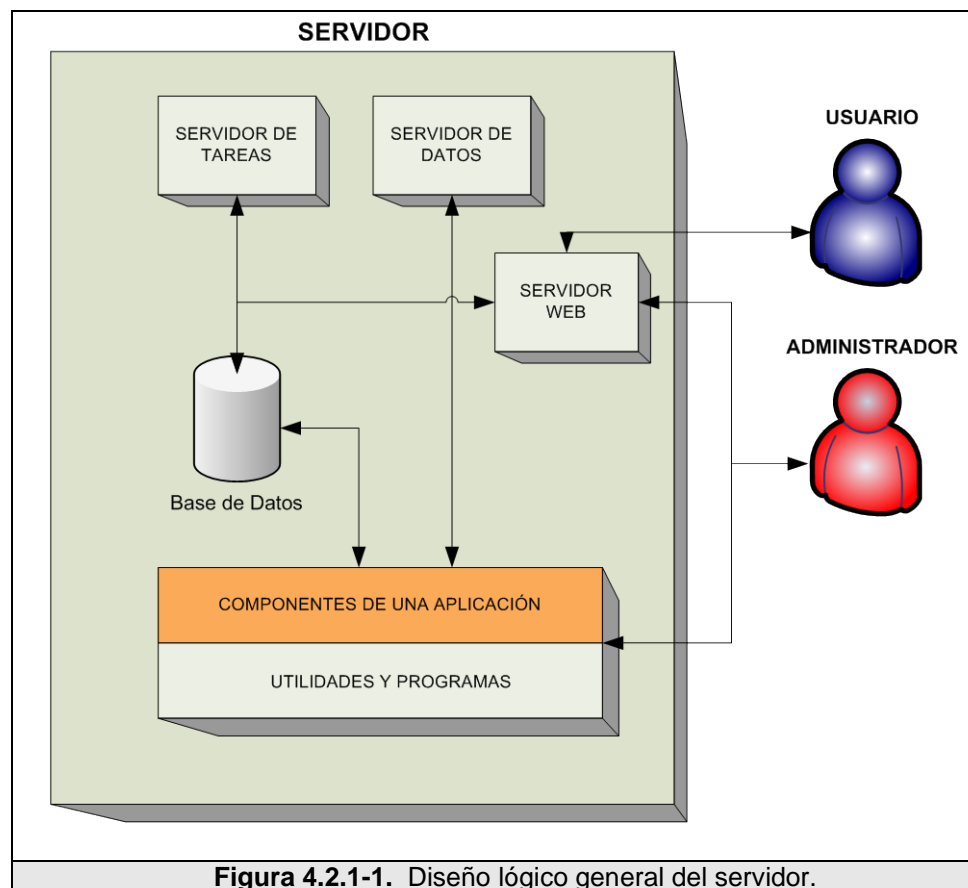 SERVIDOR
SERVIDOR DE
TAREAS
SERVIDOR DE
DATOS
USUARIO
SERVIDOR
WEB
ADMINISTRADOR
Base de Datos
COMPONENTES DE UNA APLICACIÓN
UTILIDADES Y PROGRAMAS
Figura 4.2.1-1. Diseño lógico general del servidor.